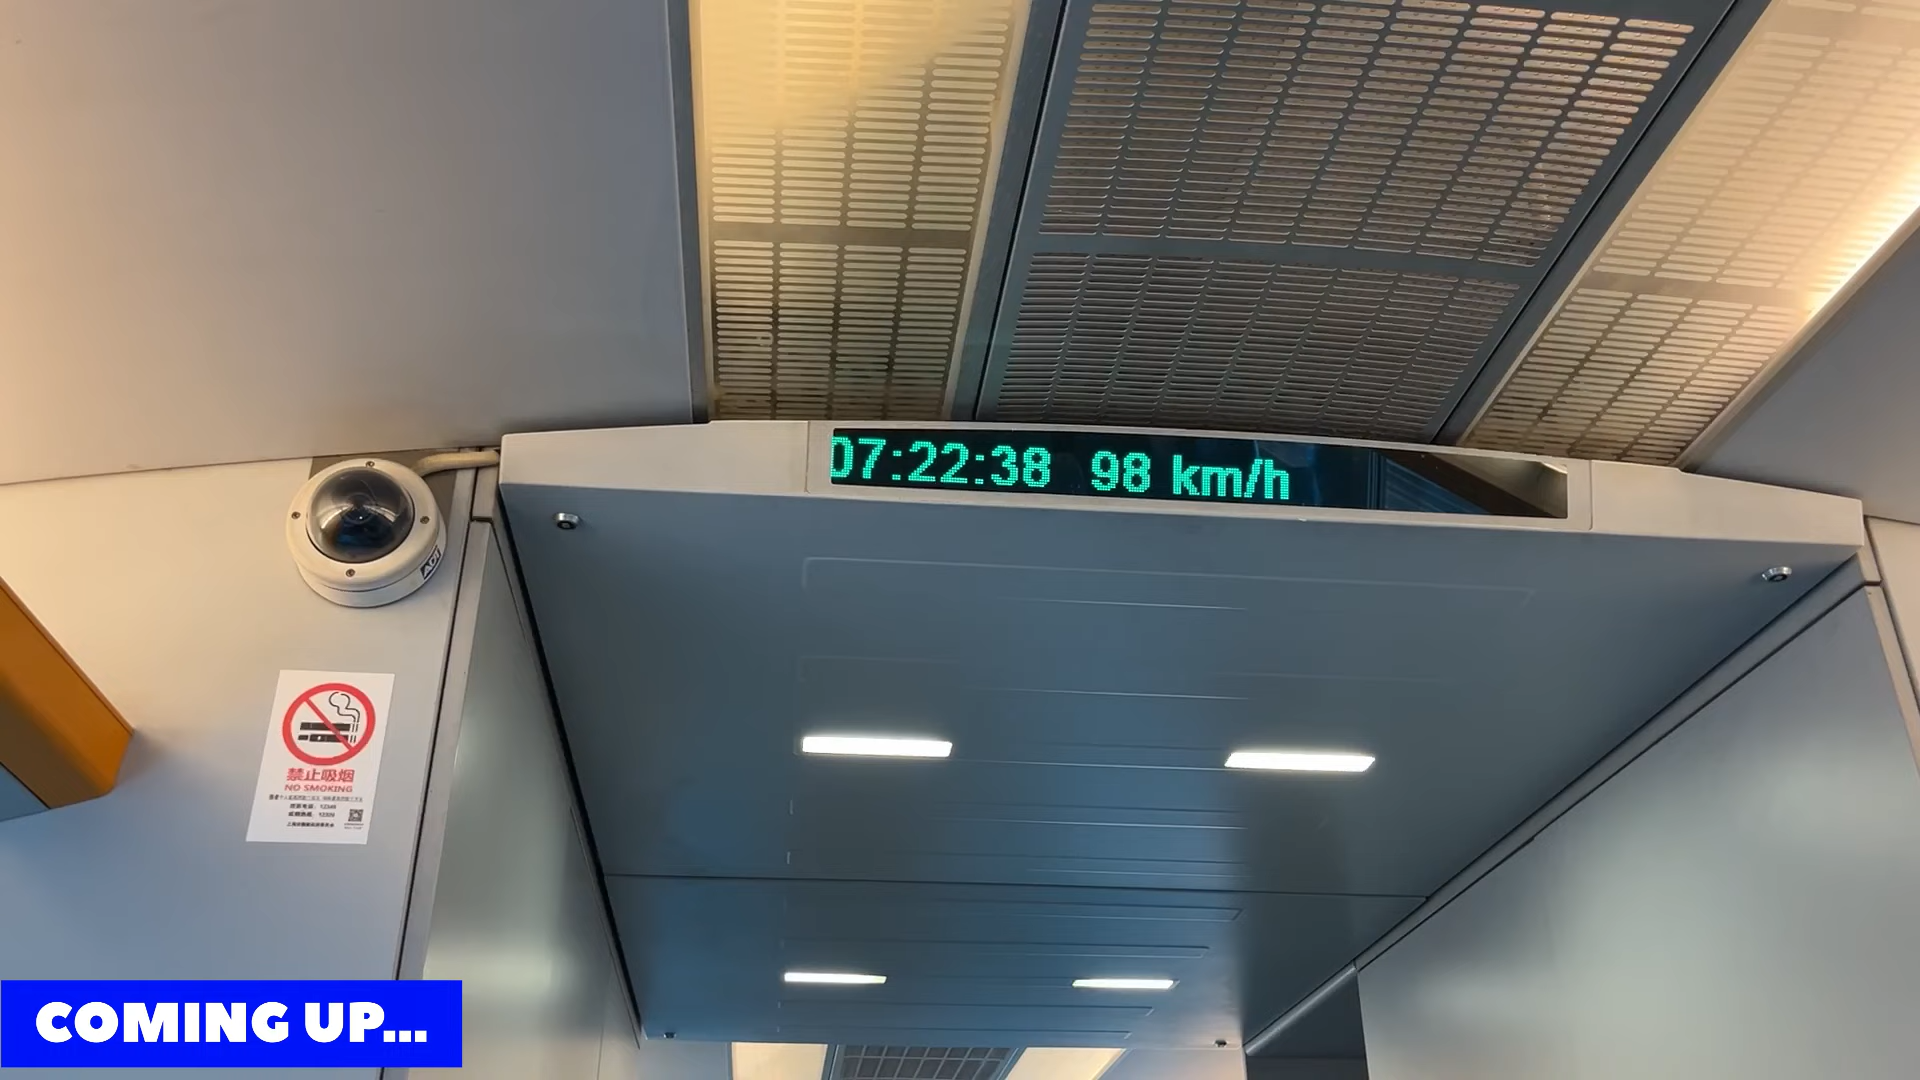 07:22:38 98 km/h
禁止吸烟
NO SMOKING
COMING UP...